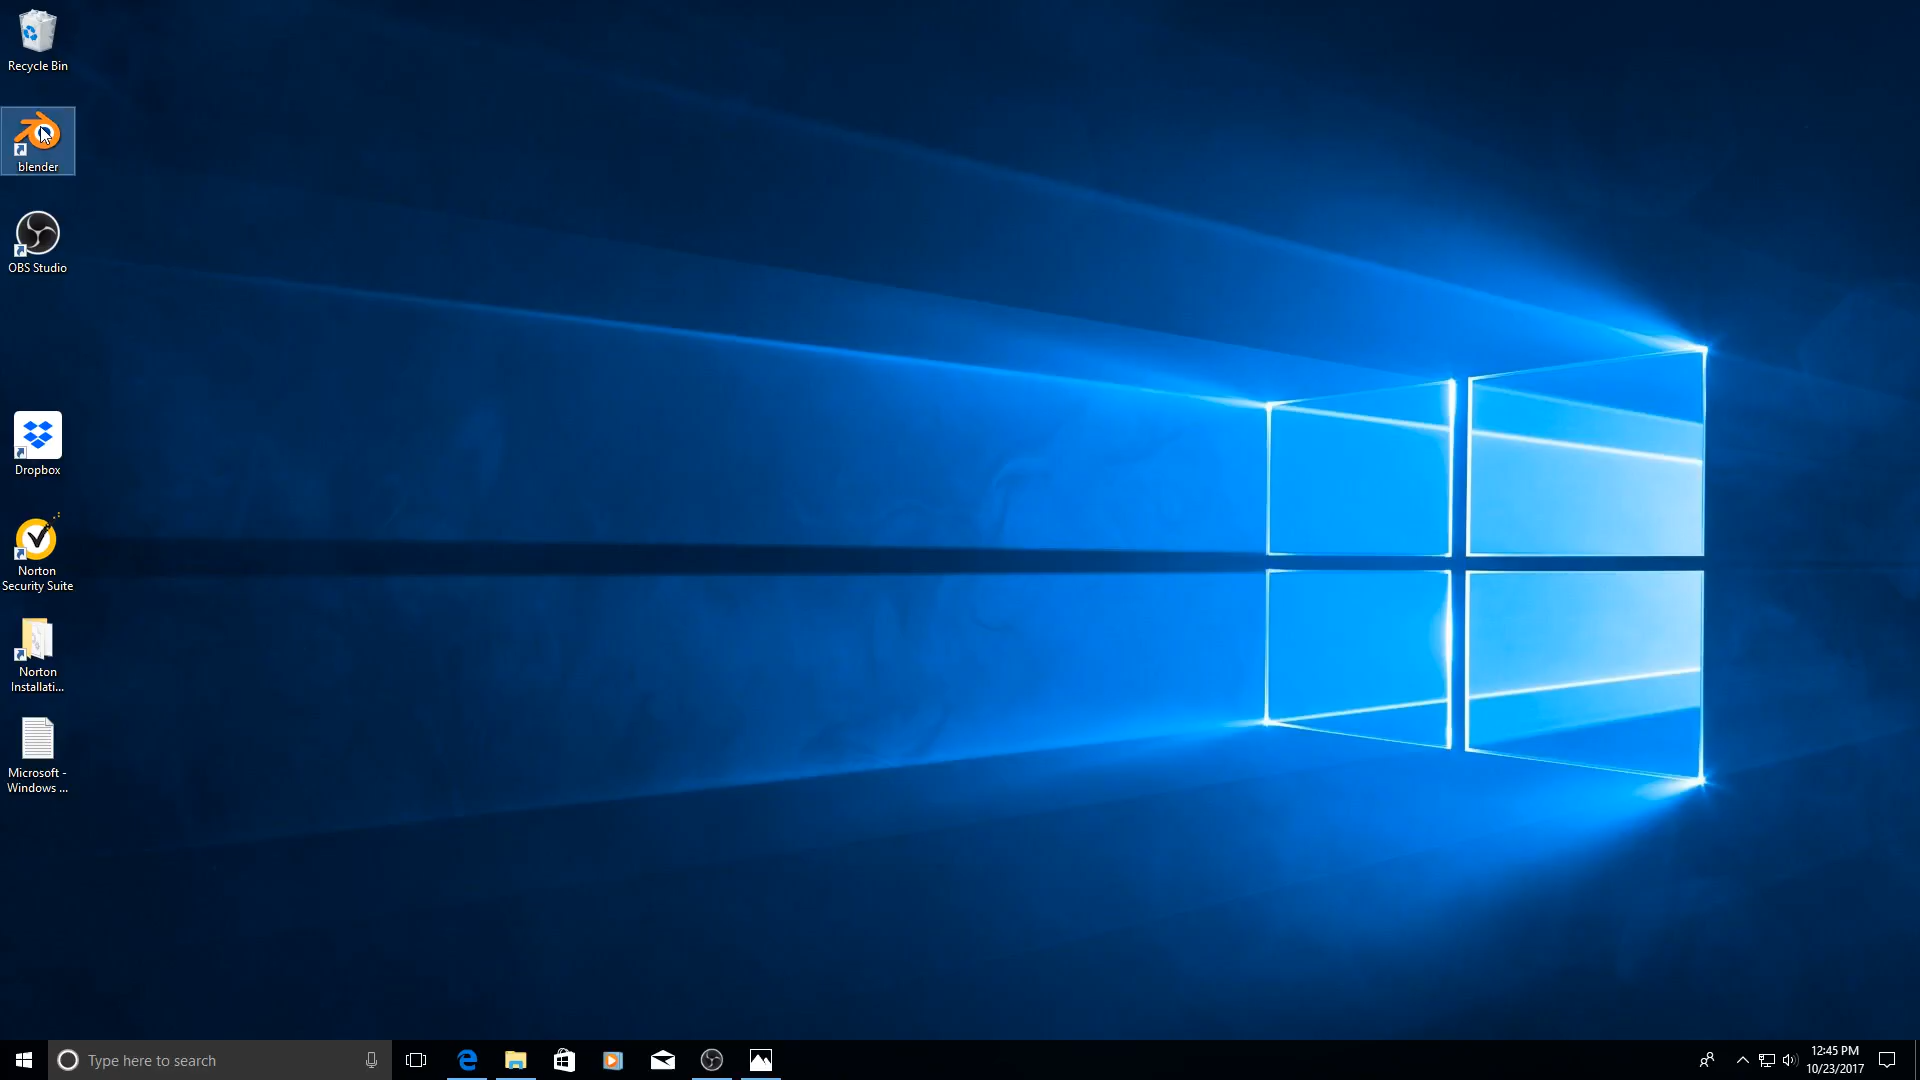 Recycle Bin
blender
OBS Studio
Dropbox
Norton
Security Suite
Norton
Installati...
Microsoft -
Windows ...
Type here to search
12:45 PM
10/23/2017